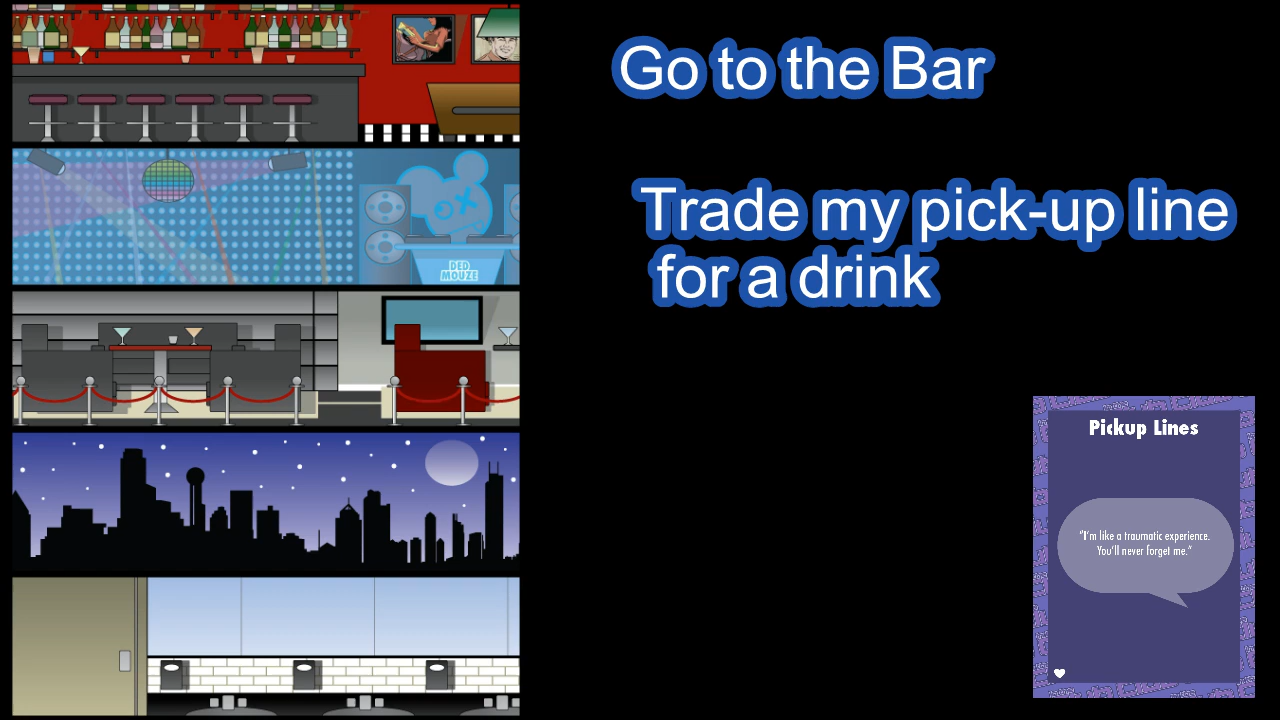 Go to the Bar
Trade my pick-up line
for a drink
DED
MOUZE
Pickup Lines
"I'm like a traumatic experience.
You'll never forget me."